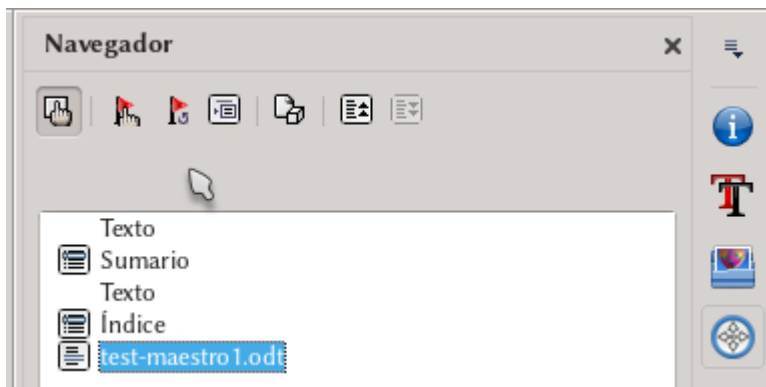 Navegador
Texto
Sumario
Texto
Índice
test-maestro1.odt